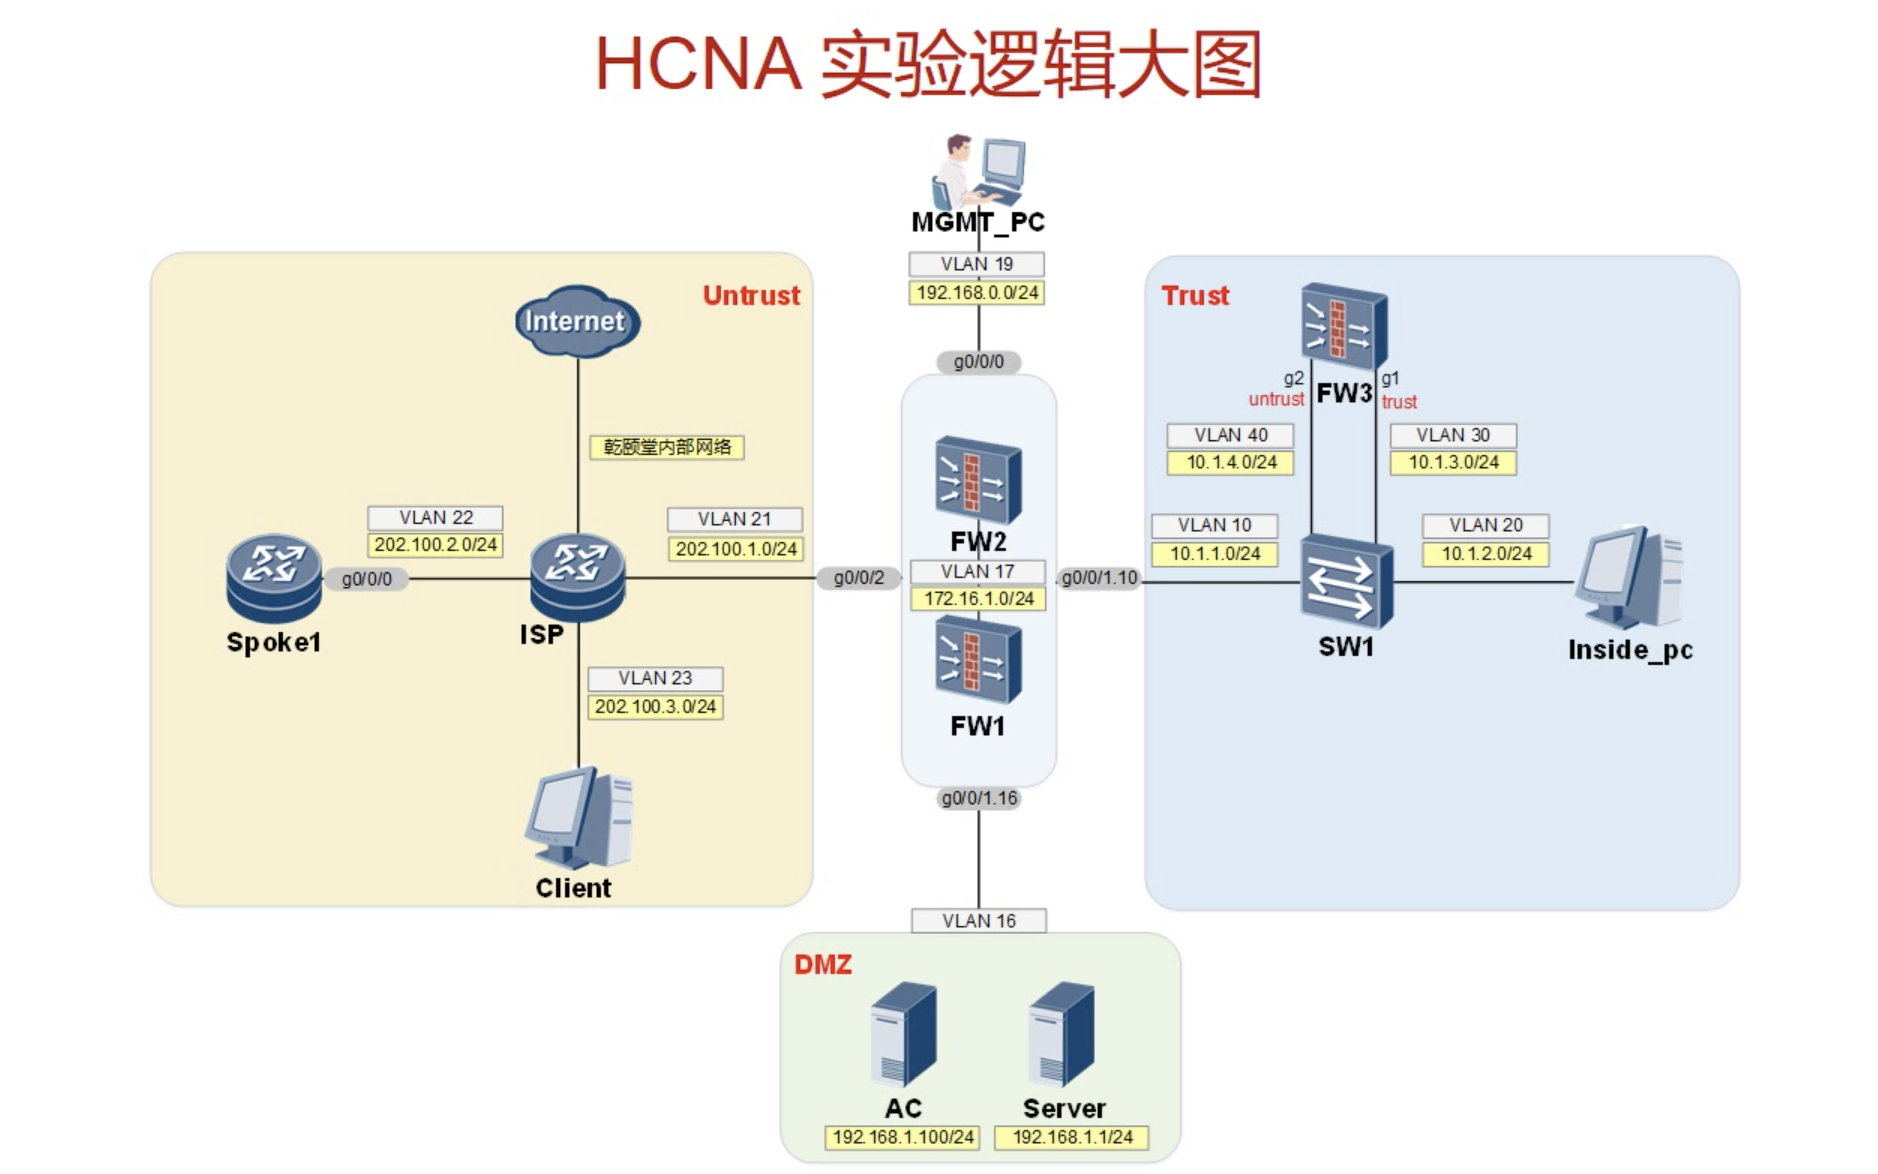 HCNA 实验逻辑大图
MGMT_PC
VLAN 19
192.168.0.0/24
g0/0/0
Untrust
Internet
乾颐堂内部网络
VLAN 22
202.100.2.0/24
VLAN 21
202.100.1.0/24
Spoke1
g0/0/0
ISP
g0/0/2
VLAN 23
202.100.3.0/24
Client
FW2
VLAN 17
172.16.1.0/24
FW1
g0/0/1.10
g0/0/1.16
Trust
g2
untrust
FW3
g1
trust
VLAN 40
10.1.4.0/24
VLAN 30
10.1.3.0/24
VLAN 10
10.1.1.0/24
VLAN 20
10.1.2.0/24
SW1
Inside_pc
VLAN 16
DMZ
AC
192.168.1.100/24
Server
192.168.1.1/24